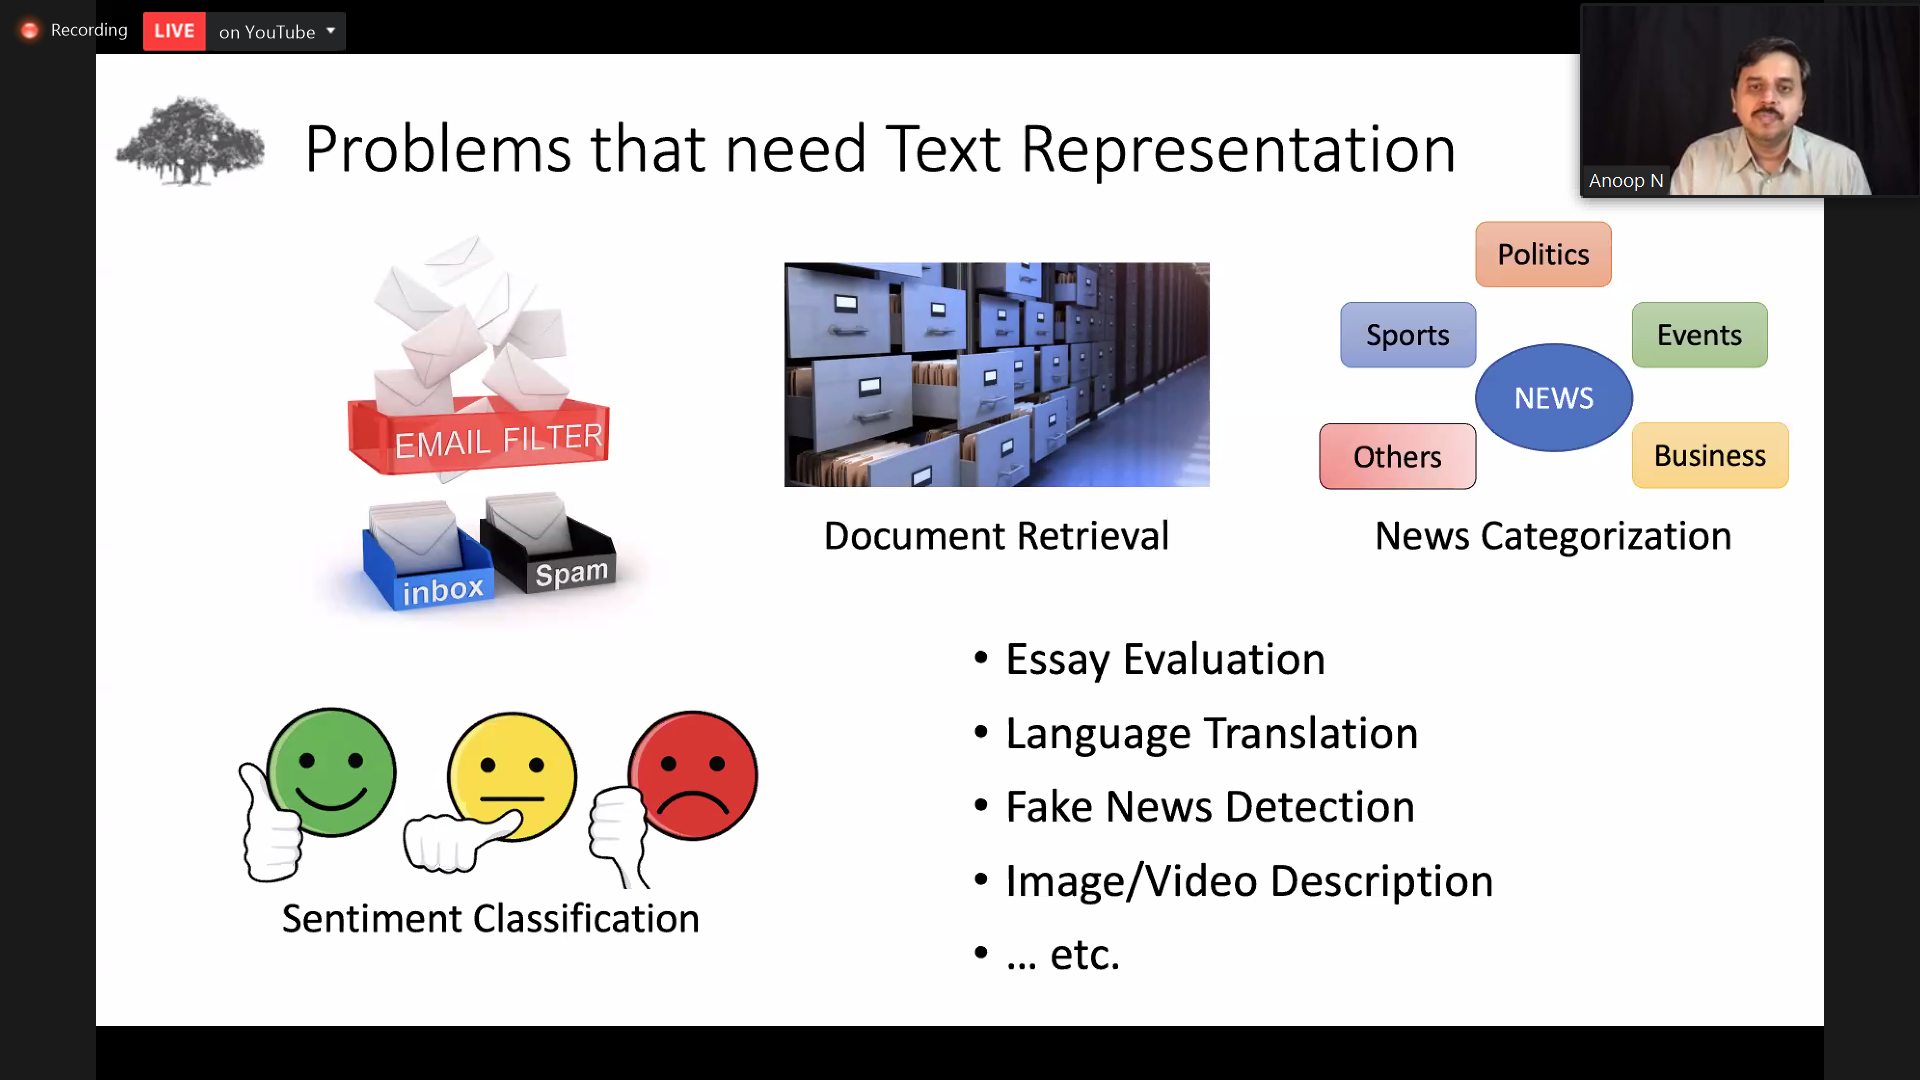 Recording
LIVE on YouTube
Anoop N
Problems that need Text Representation
EMAIL FILTER
inbox
Spam
Document Retrieval
Politics
Sports
Events
NEWS
Others
Business
News Categorization
Sentiment Classification
• Essay Evaluation
• Language Translation
• Fake News Detection
• Image/Video Description
• ... etc.